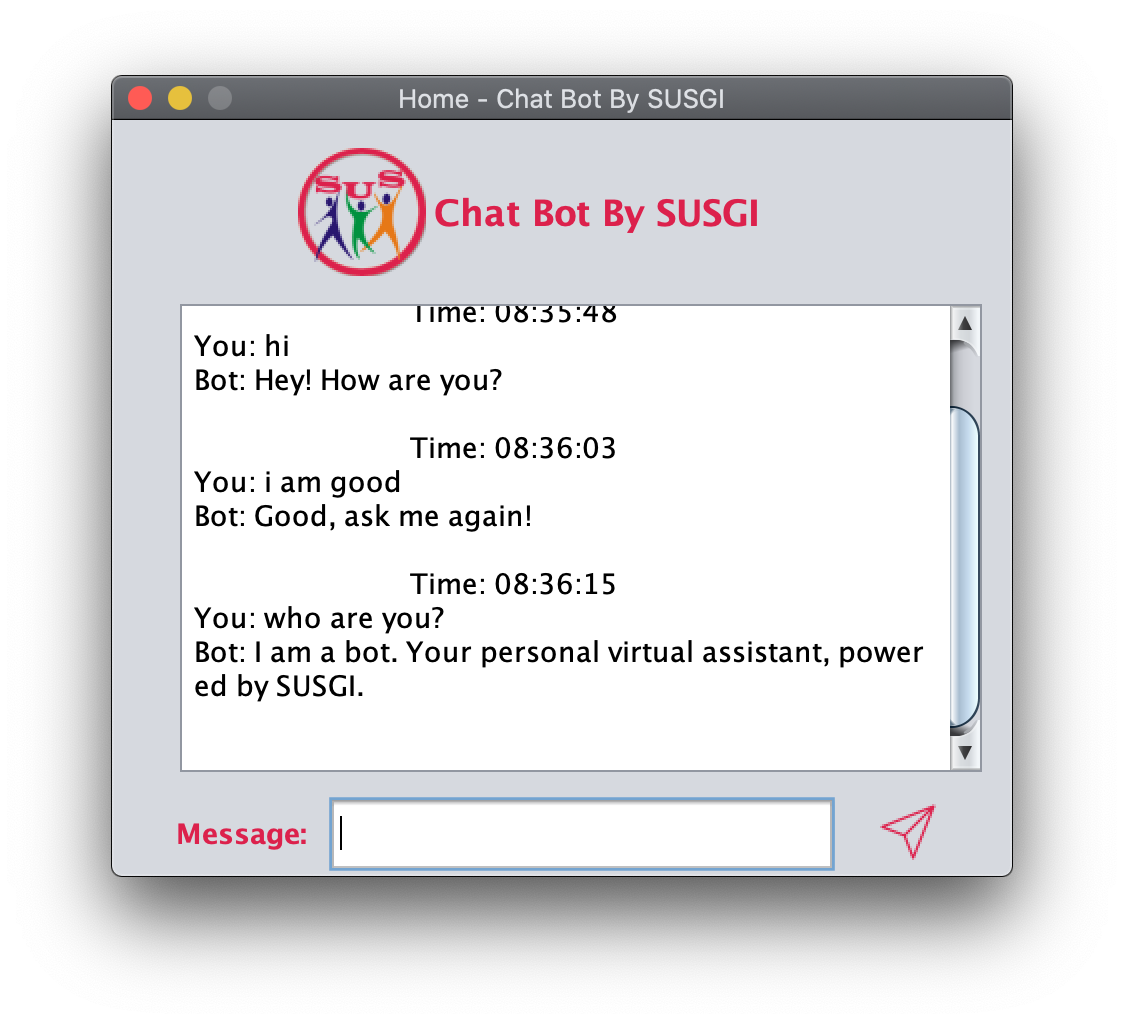 Home - Chat Bot By SUSGI
SUS
Chat Bot By SUSGI
Time: 08:35:48
You: hi
Bot: Hey! How are you?
Time: 08:36:03
You: i am good
Bot: Good, ask me again!
Time: 08:36:15
You: who are you?
Bot: I am a bot. Your personal virtual assistant, power
ed by SUSGI.
Message: